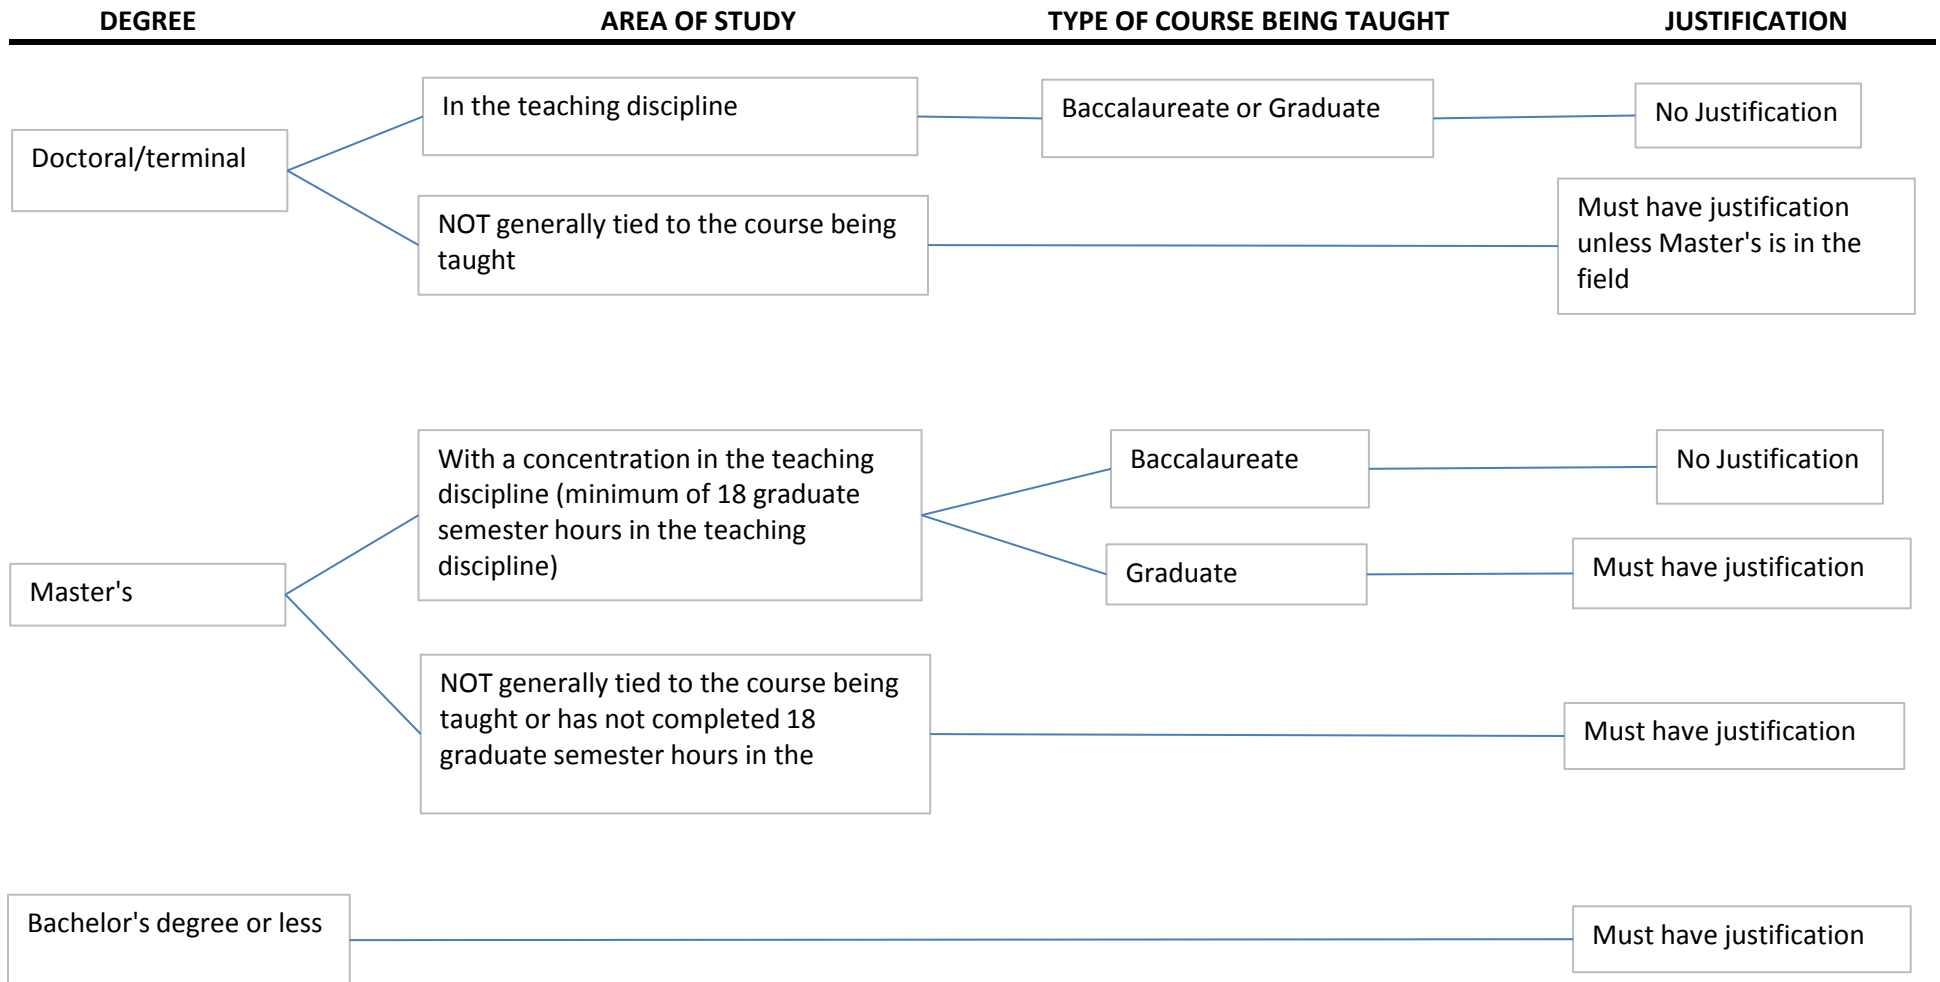 DEGREE AREA OF STUDY TYPE OF COURSE BEING TAUGHT JUSTIFICATION
In the teaching discipline
Baccalaureate or Graduate
No Justification
Doctoral/terminal
NOT generally tied to the course being
taught
Must have justification
unless Master's is in the
field
With a concentration in the teaching
discipline (minimum of 18 graduate
semester hours in the teaching
discipline)
Baccalaureate
No Justification
Graduate
Must have justification
Master's
NOT generally tied to the course being
taught or has not completed 18
graduate semester hours in the
Must have justification
Bachelor's degree or less
Must have justification